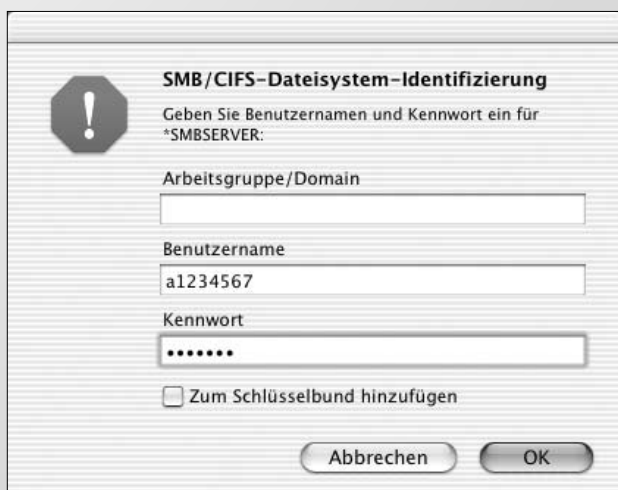 SMB/CIFS-Dateisystem-Identifizierung
Geben Sie Benutzernamen und Kennwort ein für
*SMBSERVER:
Arbeitsgruppe/Domain
Benutzername
a1234567
Kennwort
•••••••
Zum Schlüsselbund hinzufügen
Abbrechen
OK